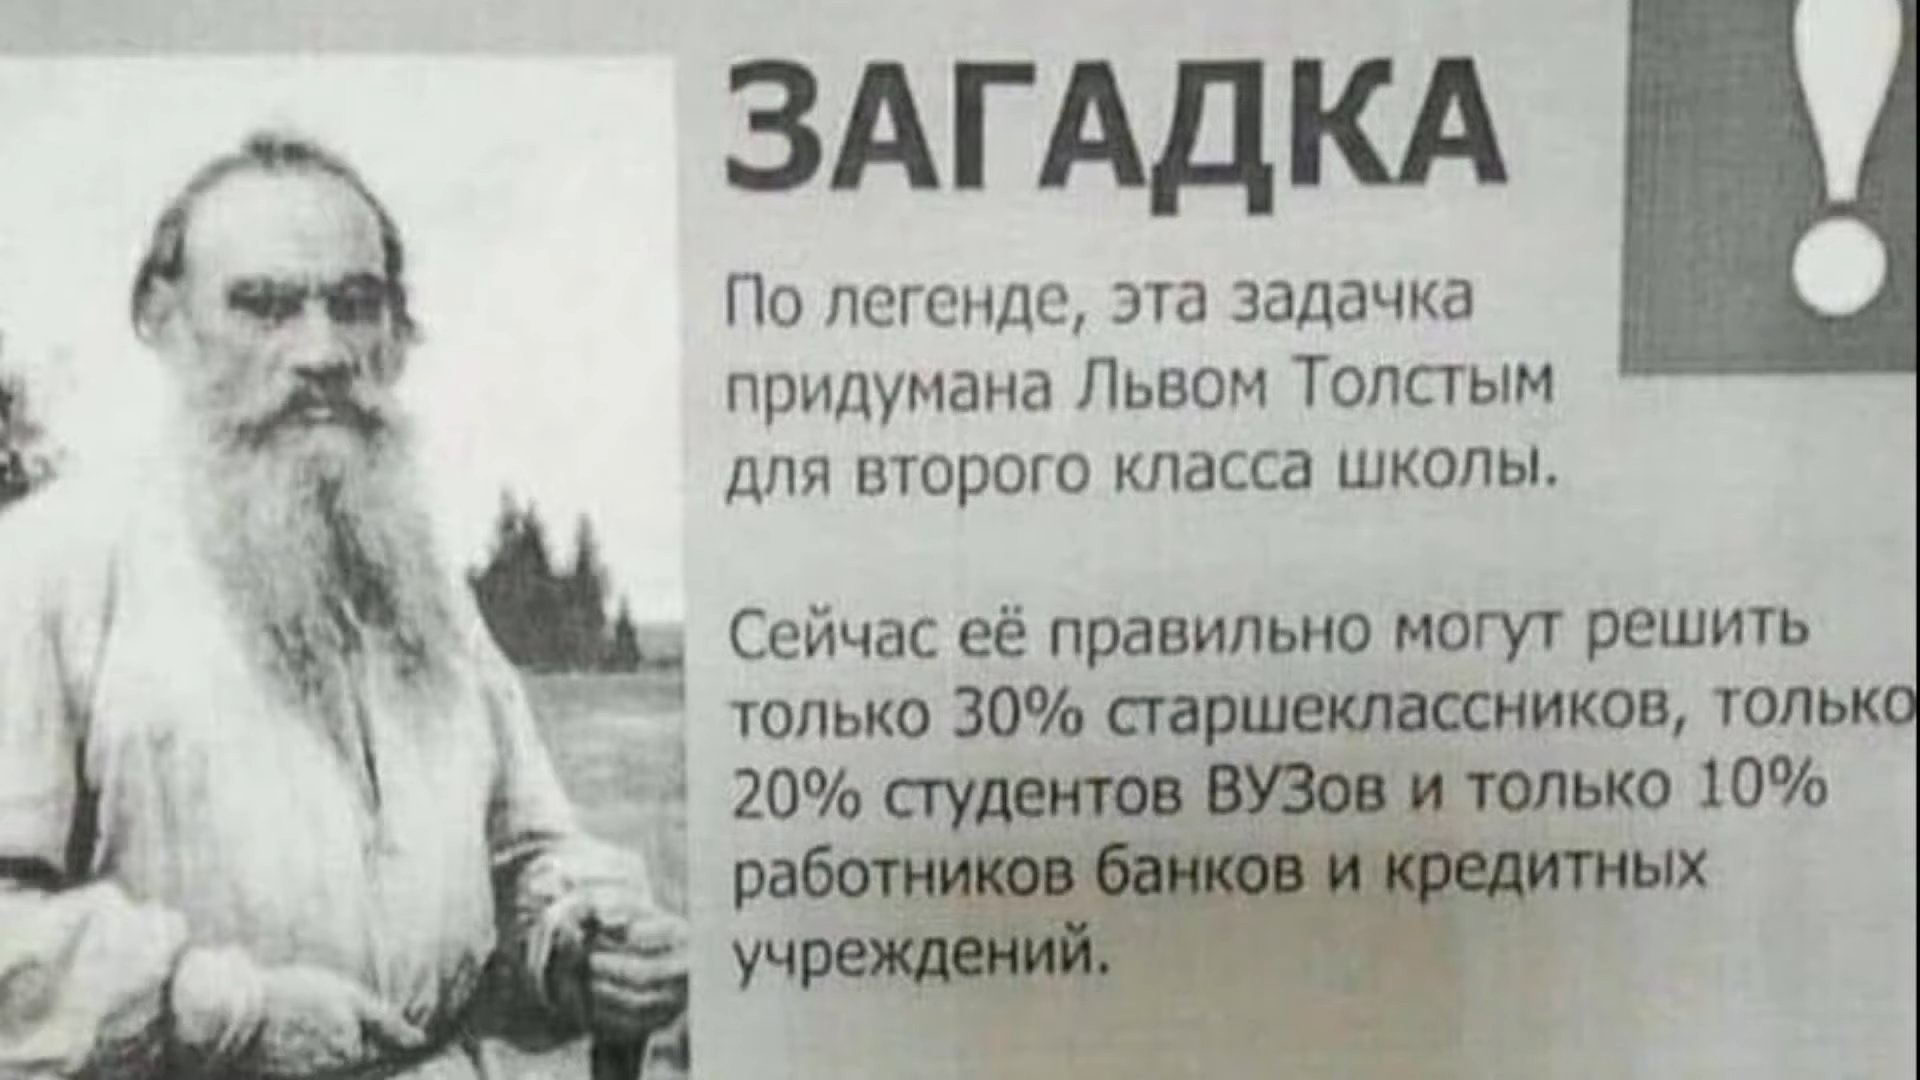 ЗАГАДКА
По легенде, эта задачка
придумана Львом Толстым
для второго класса школы.
Сейчас её правильно могут решить
только 30% старшеклассников, только
20% студентов ВУЗов и только 10%
работников банков и кредитных
учреждений.